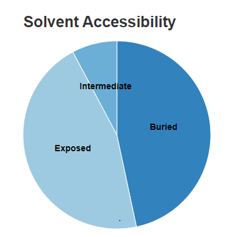 Solvent Accessibility
Intermediate
Buried
Exposed